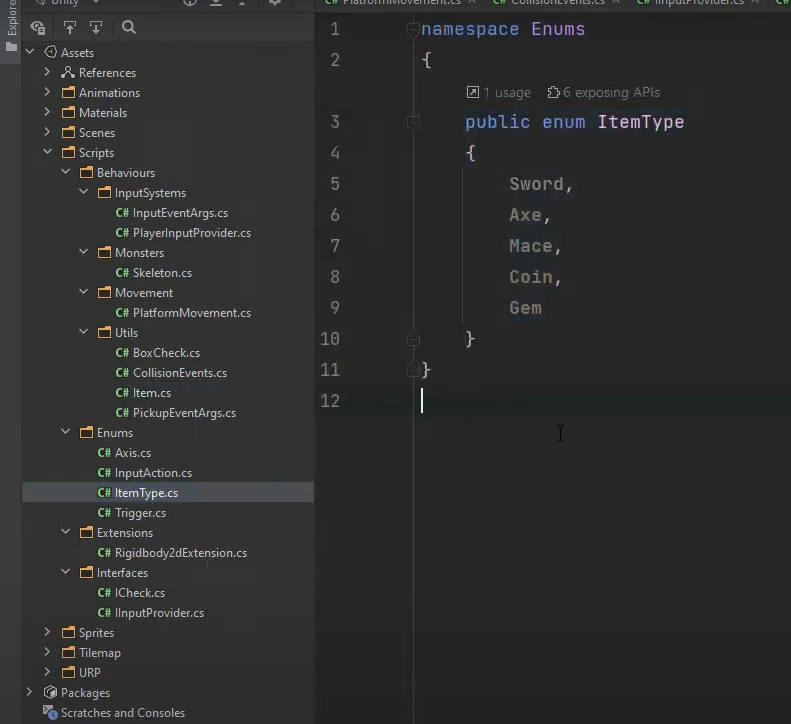 Explorer
Unity
PlatformMovement.cs
CollisionEvents.cs
IInputProvider.cs
Assets
References
Animations
Materials
Scenes
Scripts
Behaviours
InputSystems
C# InputEventArgs.cs
C# PlayerInputProvider.cs
Monsters
C# Skeleton.cs
Movement
C# PlatformMovement.cs
Utils
C# BoxCheck.cs
C# CollisionEvents.cs
C# Item.cs
C# PickupEventArgs.cs
Enums
C# Axis.cs
C# InputAction.cs
C# ItemType.cs
C# Trigger.cs
Extensions
C# Rigidbody2dExtension.cs
Interfaces
C# ICheck.cs
C# IInputProvider.cs
Sprites
Tilemap
URP
Packages
Scratches and Consoles
1 namespace Enums
2 {
1 usage 6 exposing APIs
3 public enum ItemType
4 {
5 Sword,
6 Axe,
7 Mace,
8 Coin,
9 Gem
10 }
11 }
12